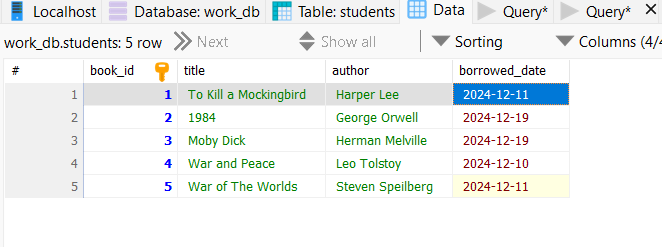 Localhost Database: work_db Table: students Data Query* Query*
work_db.students: 5 row Next Show all Sorting Columns (4/4
# book_id title author borrowed_date
1 1 To Kill a Mockingbird Harper Lee 2024-12-11
2 2 1984 George Orwell 2024-12-19
3 3 Moby Dick Herman Melville 2024-12-19
4 4 War and Peace Leo Tolstoy 2024-12-10
5 5 War of The Worlds Steven Speilberg 2024-12-11